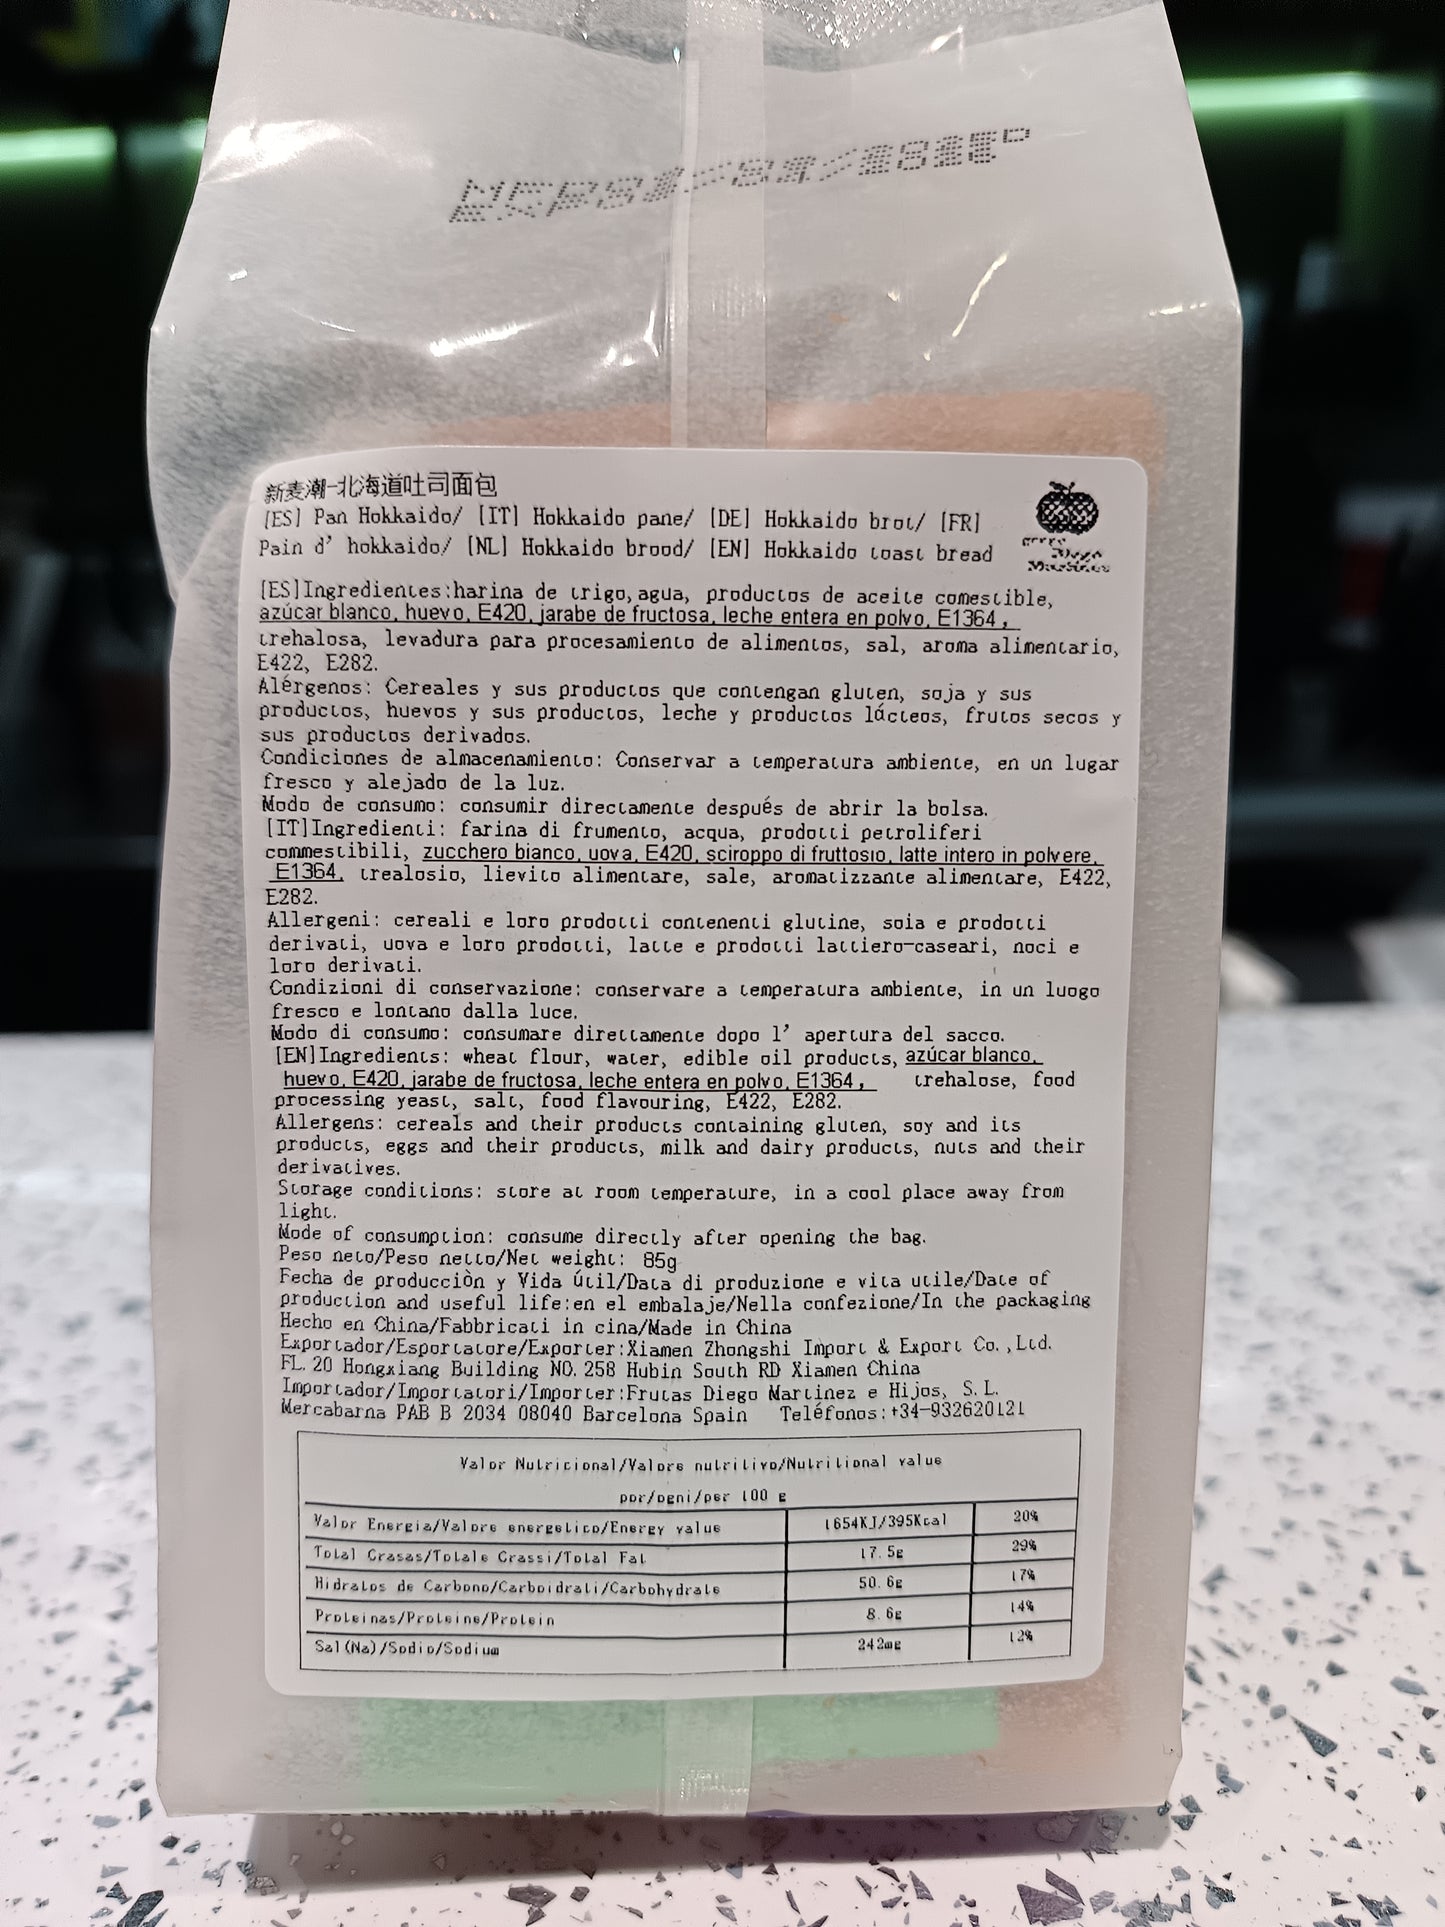 新麦潮-北海道吐司面包
[ES] Pan Hokkaido/ [IT] Hokkaido pane/ [DE] Hokkaido brot/ [FR]
Pain d' hokkaido/ [NL] Hokkaido brood/ [EN] Hokkaido toast bread
[ES]Ingredientes:harina de trigo, agua, productos de aceite comestible,
azúcar blanco, huevo, E420, jarabe de fructosa, leche entera en polvo, E1364,
trehalosa, levadura para procesamiento de alimentos, sal, aroma alimentario,
E422, E282.
Alérgenos: Cereales y sus productos que contengan gluten, soja y sus
productos, huevos y sus productos, leche y productos lácteos, frutos secos y
sus productos derivados.
Condiciones de almacenamiento: Conservar a temperatura ambiente, en un lugar
fresco y alejado de la luz.
Modo de consumo: consumir directamente después de abrir la bolsa.
[IT]Ingredienti: farina di frumento, acqua, prodotti petroliferi
commestibili, zucchero bianco, uova, E420, sciroppo di fruttosio, latte intero in polvere,
E1364, trealosio, lievito alimentare, sale, aromatizzante alimentare, E422,
E282.
Allergeni: cereali e loro prodotti contenenti glutine, soia e prodotti
derivati, uova e loro prodotti, latte e prodotti lattiero-caseari, noci e
loro derivati.
Condizioni di conservazione: conservare a temperatura ambiente, in un luogo
fresco e lontano dalla luce.
Modo di consumo: consumare direttamente dopo l' apertura del sacco.
[EN]Ingredients: wheat flour, water, edible oil products, azúcar blanco,
huevo, E420, jarabe de fructosa, leche entera en polvo, E1364, trehalose, food
processing yeast, salt, food flavouring, E422, E282.
Allergens: cereals and their products containing gluten, soy and its
products, eggs and their products, milk and dairy products, nuts and their
derivatives.
Storage conditions: store at room temperature, in a cool place away from
light.
Mode of consumption: consume directly after opening the bag.
Peso neto/Peso netto/Net weight: 85g
Fecha de producciòn y Vida útil/Data di produzione e vita utile/Date of
production and useful life:en el embalaje/Nella confezione/In the packaging
Hecho en China/Fabbricati in cina/Made in China
Exportador/Esportatore/Exporter:Xiamen Zhongshi Import & Export Co.,Ltd.
FL. 20 Hongxiang Building NO. 258 Hubin South RD Xiamen China
Importador/Importatori/Importer:Frutas Diego Martinez e Hijos, S.L.
Mercabarna PAB B 2034 08040 Barcelona Spain Teléfonos:+34-932620121
Valor Nutricional/Valore nutritivo/Nutritional value
por/ogni/per 100 g
Valor Energia/Valore energetico/Energy value 1654KJ/395Kcal 20%
Total Grasas/Totale Grassi/Total Fat 17.5g 29%
Hidratos de Carbono/Carboidrati/Carbohydrate 50.6g 17%
Proteinas/Proteine/Protein 8.6g 14%
Sal(Na)/Sodio/Sodium 242mg 12%